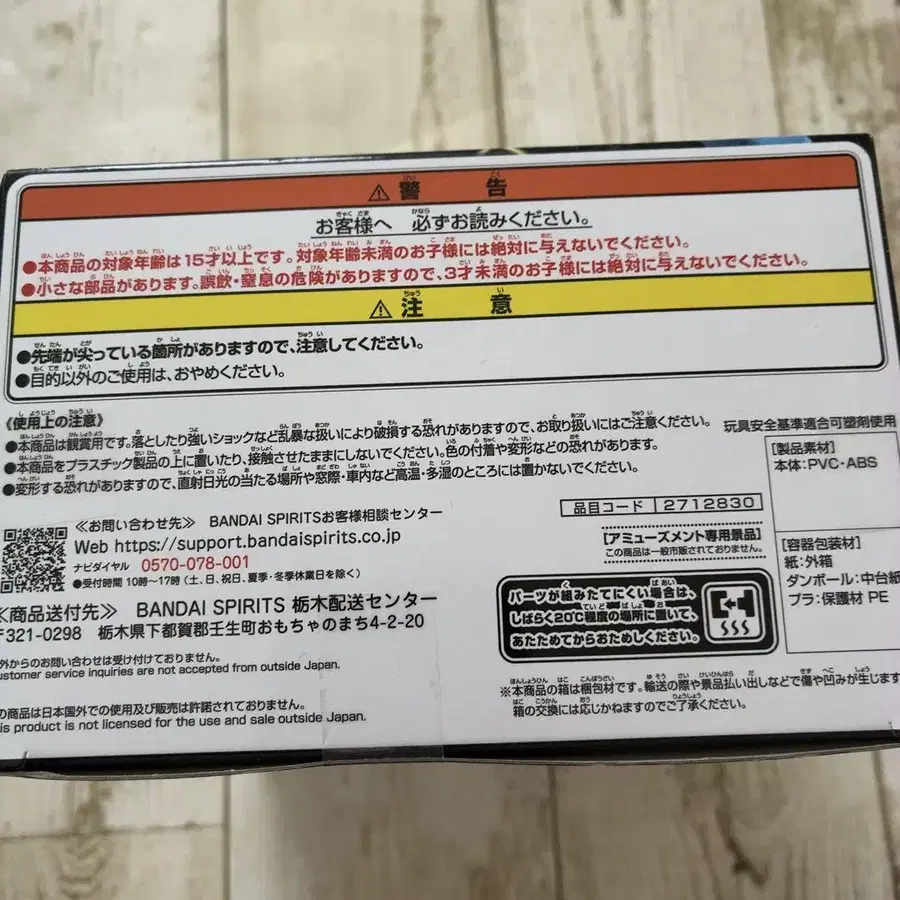 ⚠ 警告
お客様へ 必ずお読みください。
●本商品の対象年齢は15才以上です。対象年齢未満のお子様には絶対に与えないでください。
●小さな部品があります。誤飲・窒息の危険がありますので、3才未満のお子様には絶対に与えないでください。
⚠ 注意
●先端が尖っている箇所がありますので、注意してください。
●目的以外のご使用は、おやめください。
《使用上の注意》
●本商品は観賞用です。落としたり強いショックなど乱暴な扱いにより破損する恐れがありますので、お取り扱いにはご注意ください。
●本商品をプラスチック製品の上に置いたり、接触させたままにしないでください。色の付着や変形などの恐れがあります。
●変形する恐れがありますので、直射日光の当たる場所や窓際・車内など高温・多湿のところには置かないでください。
玩具安全基準適合可塑剤使用
[製品素材]
本体:PVC・ABS
品目コード 2712830
[アミューズメント専用景品]
この商品は一般市販されておりません。
[容器包装材]
紙:外箱
ダンボール:中台紙
プラ:保護材 PE
≪お問い合わせ先≫ BANDAI SPIRITSお客様相談センター
Web https://support.bandaispirits.co.jp
ナビダイヤル 0570-078-001
●受付時間 10時〜17時(土、日、祝日、夏季・冬季休業日を除く)
≪商品送付先≫ BANDAI SPIRITS 栃木配送センター
〒321-0298 栃木県下都賀郡壬生町おもちゃのまち4-2-20
パーツが組みたてにくい場合は、
しばらく20℃程度の場所に置いて、
あたためてからおためしください。
外からのお問い合わせは受け付けておりません。
ustomer service inquiries are not accepted from outside Japan.
の商品は日本国外での使用及び販売は許諾されておりません。
is product is not licensed for the use and sale outside Japan.
※本商品の箱は梱包材です。輸送の際や景品払い出しなどで傷や凹みが生じます
箱の交換には応じかねますのでご了承ください。